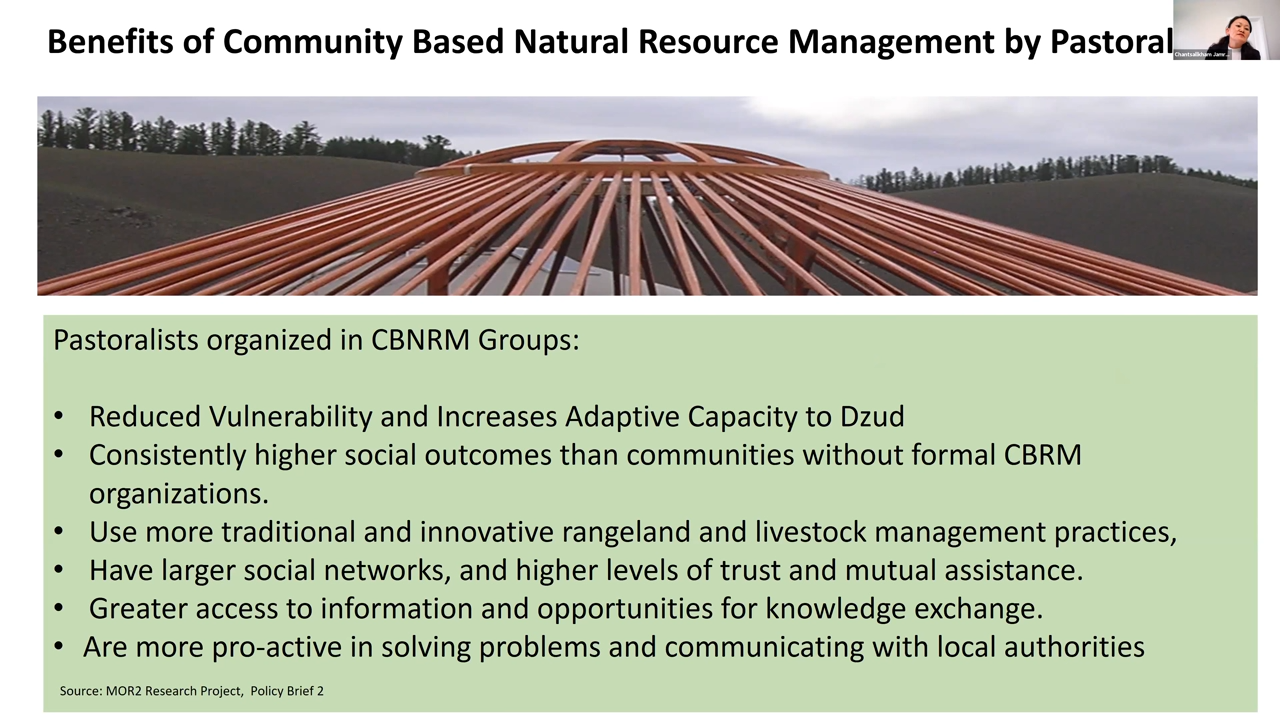 Benefits of Community Based Natural Resource Management by Pastoral
Pastoralists organized in CBNRM Groups:
• Reduced Vulnerability and Increases Adaptive Capacity to Dzud
• Consistently higher social outcomes than communities without formal CBRM
organizations.
• Use more traditional and innovative rangeland and livestock management practices,
• Have larger social networks, and higher levels of trust and mutual assistance.
• Greater access to information and opportunities for knowledge exchange.
• Are more pro-active in solving problems and communicating with local authorities
Source: MOR2 Research Project, Policy Brief 2